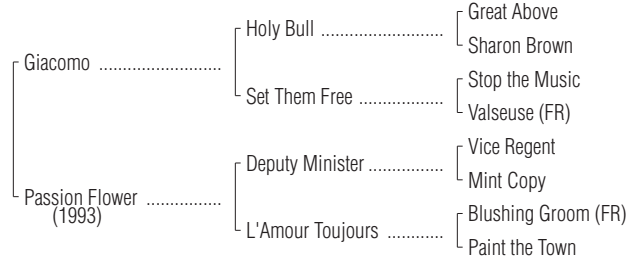 Great Above
Holy Bull ......................
Sharon Brown
Giacomo ......................
Stop the Music
Set Them Free ...............
Valseuse (FR)
Vice Regent
Deputy Minister .............
Mint Copy
Passion Flower .............
(1993)
Blushing Groom (FR)
L'Amour Toujours ..........
Paint the Town